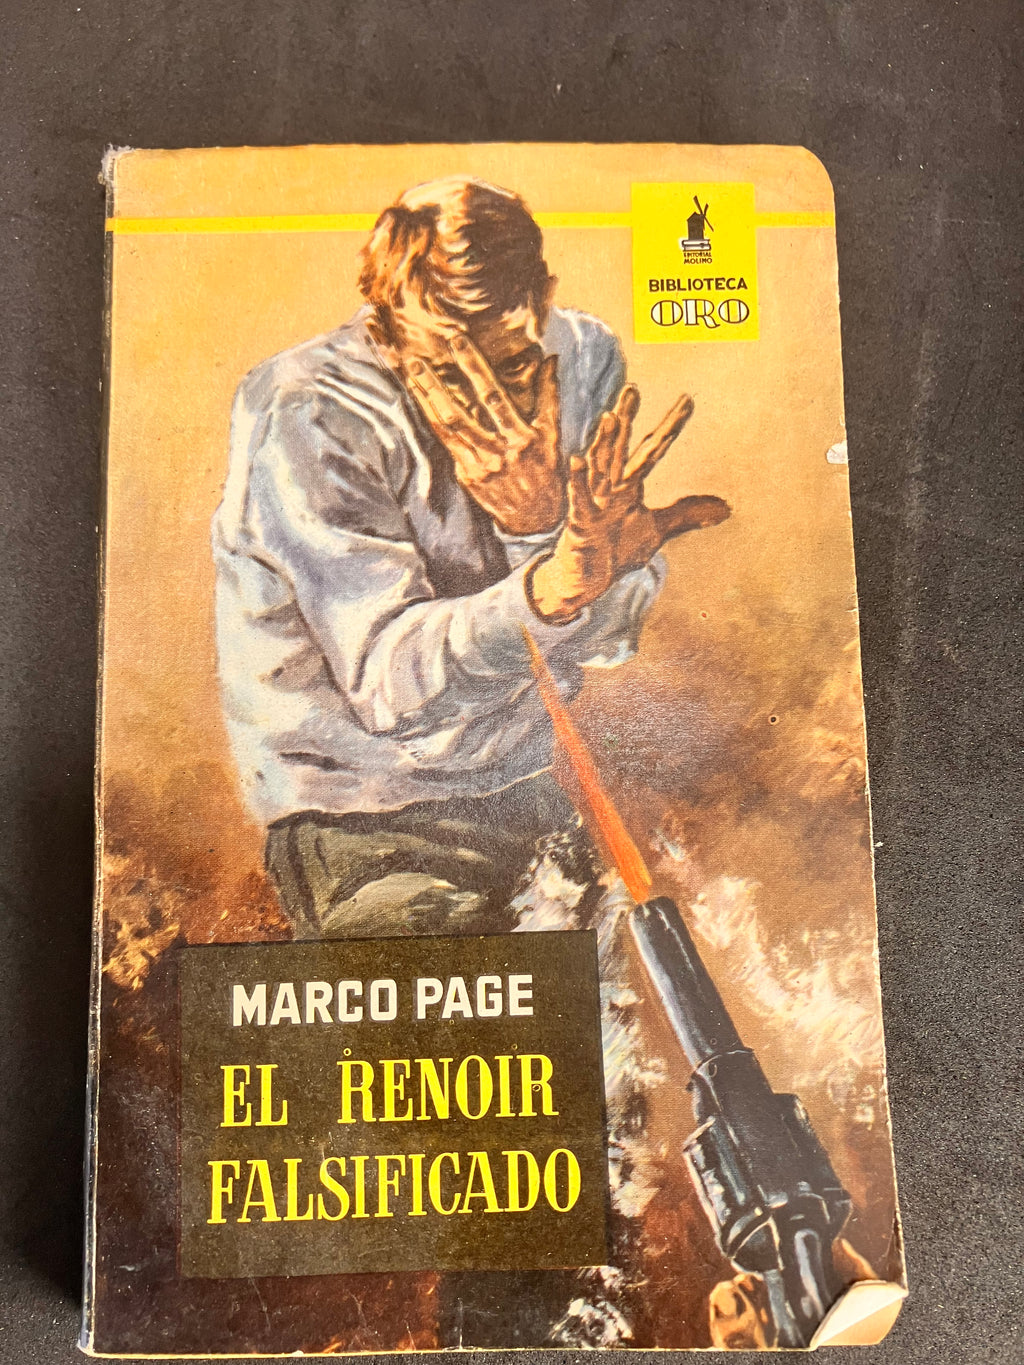 EDITORIAL
MOLINO
BIBLIOTECA
ORO
MARCO PAGE
EL RENOIR
FALSIFICADO